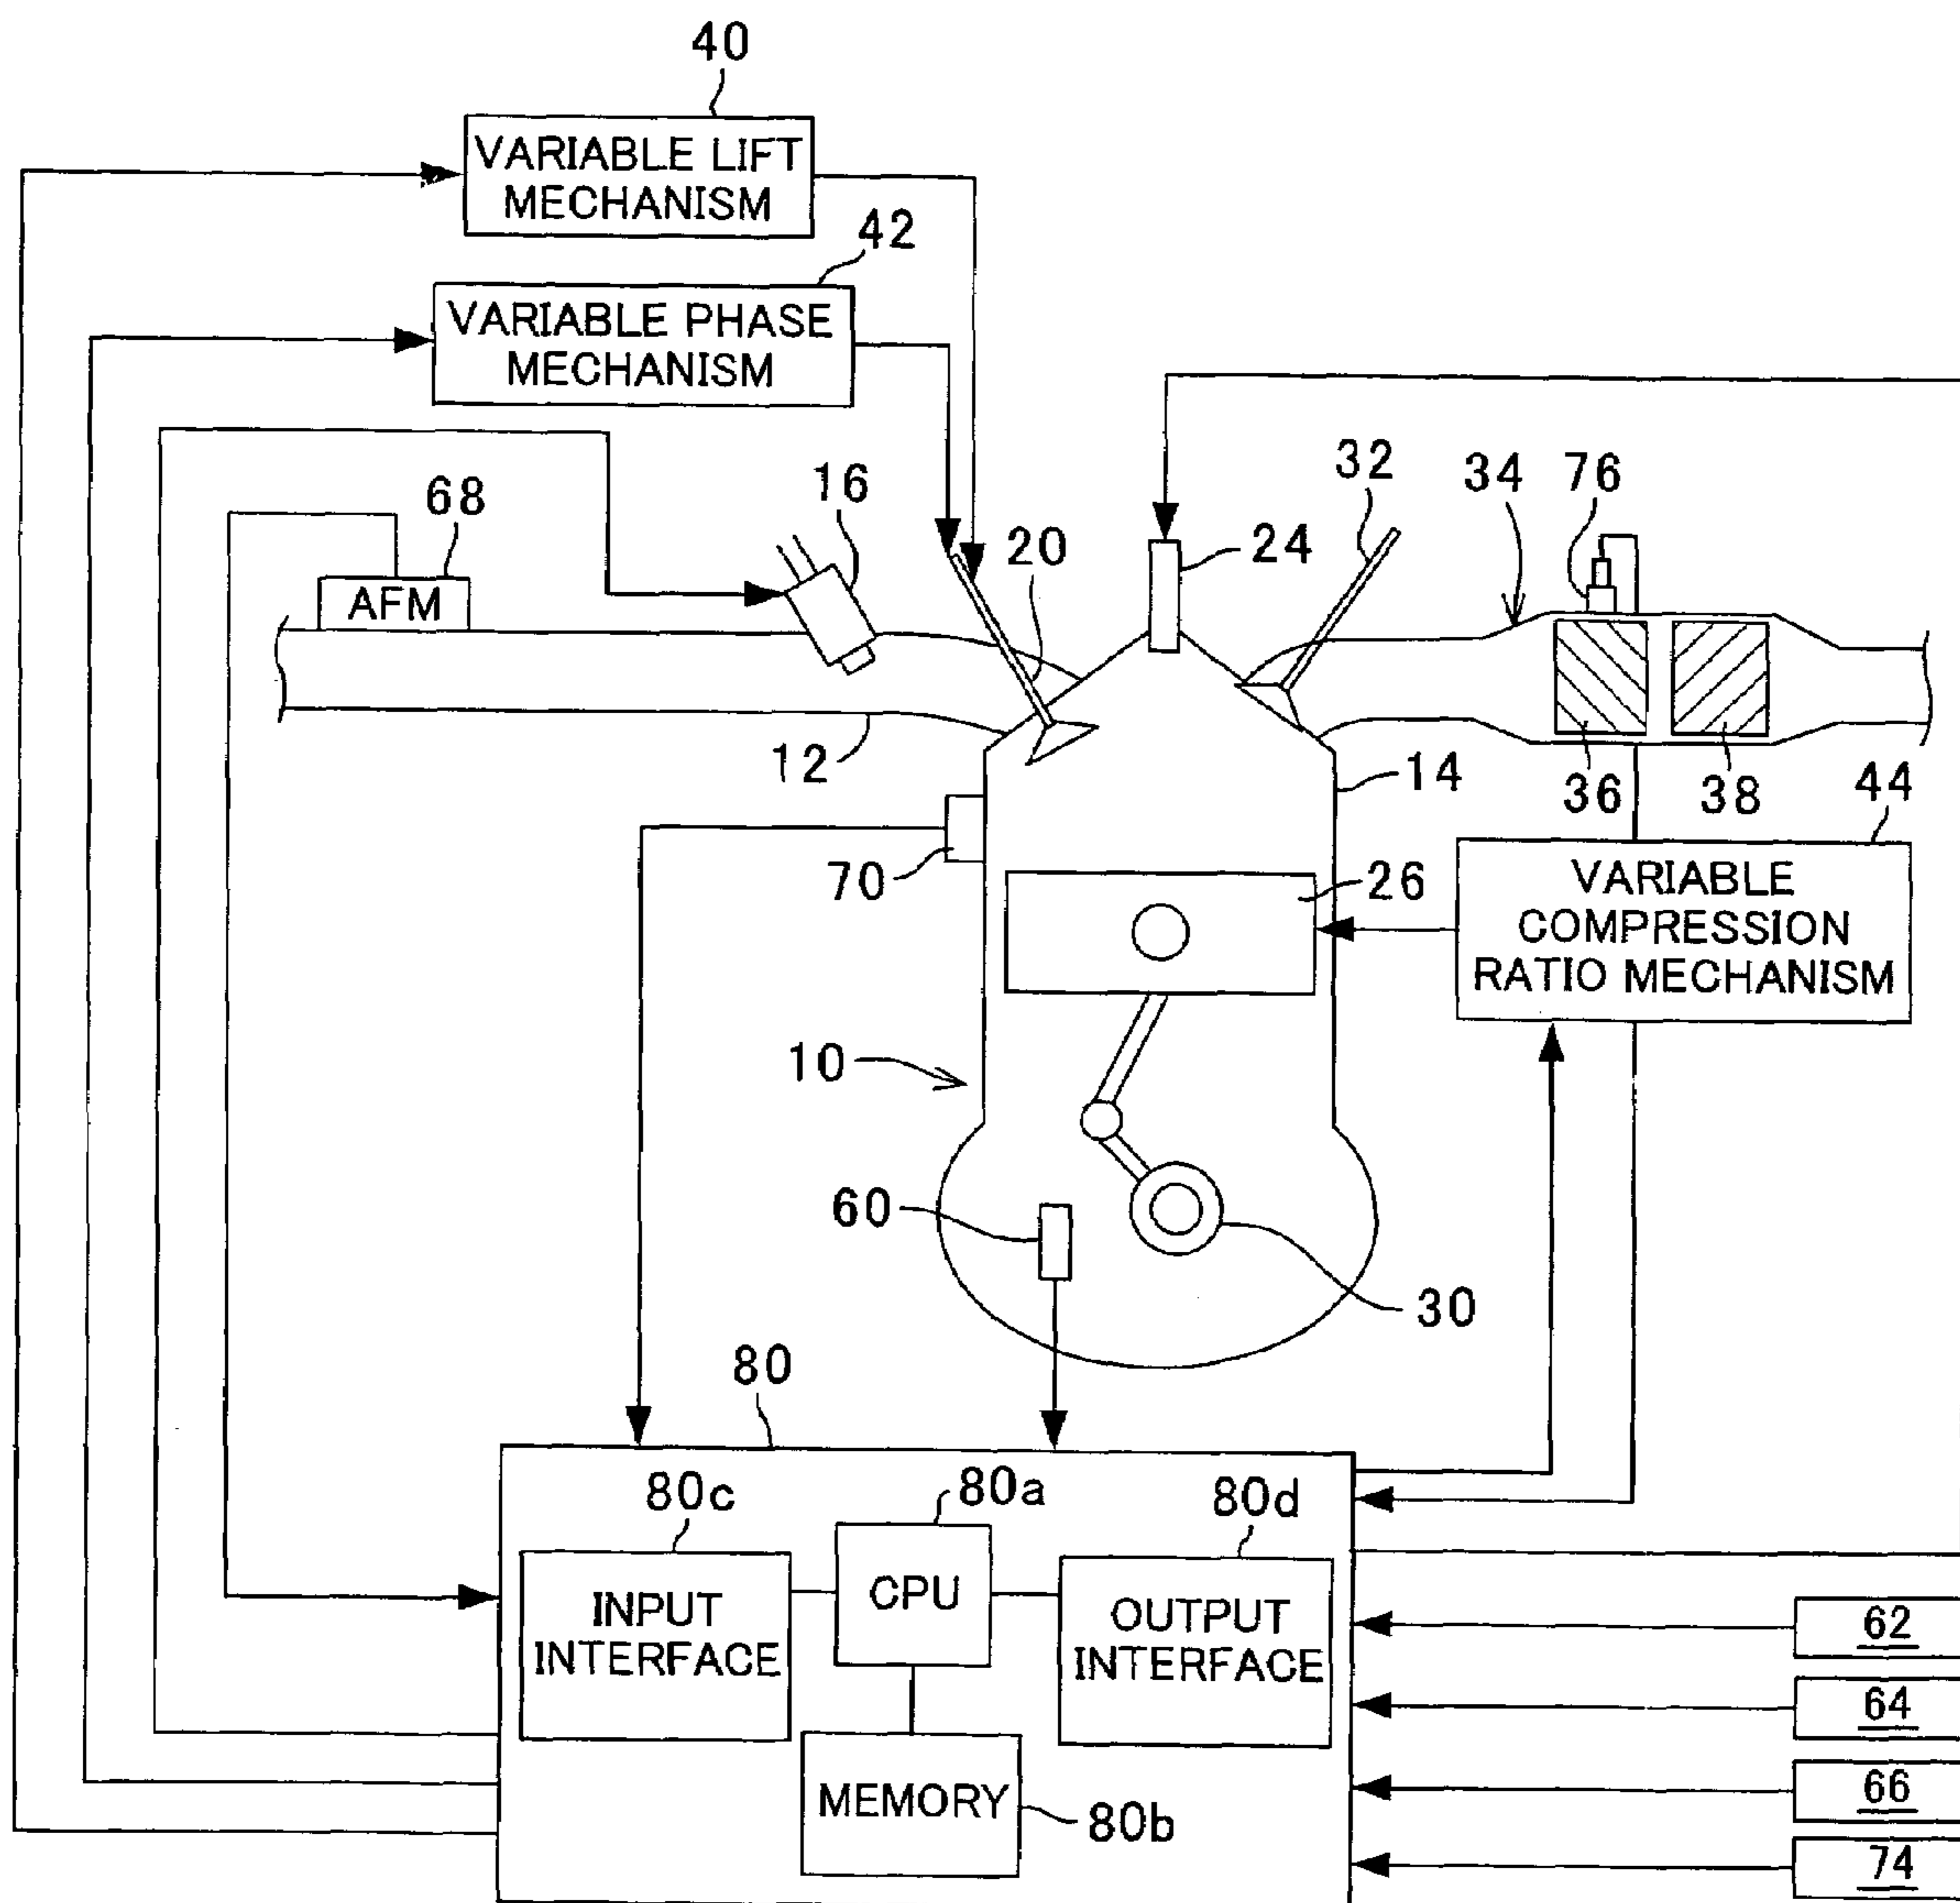 40
VARIABLE LIFT
MECHANISM
42
VARIABLE PHASE
MECHANISM
68
AFM
16
20
24
32
34
76
12
14
36
38
44
70
26
VARIABLE
COMPRESSION
RATIO MECHANISM
10
60
30
80
80c
80a
80d
INPUT
INTERFACE
CPU
OUTPUT
INTERFACE
MEMORY
80b
62
64
66
74